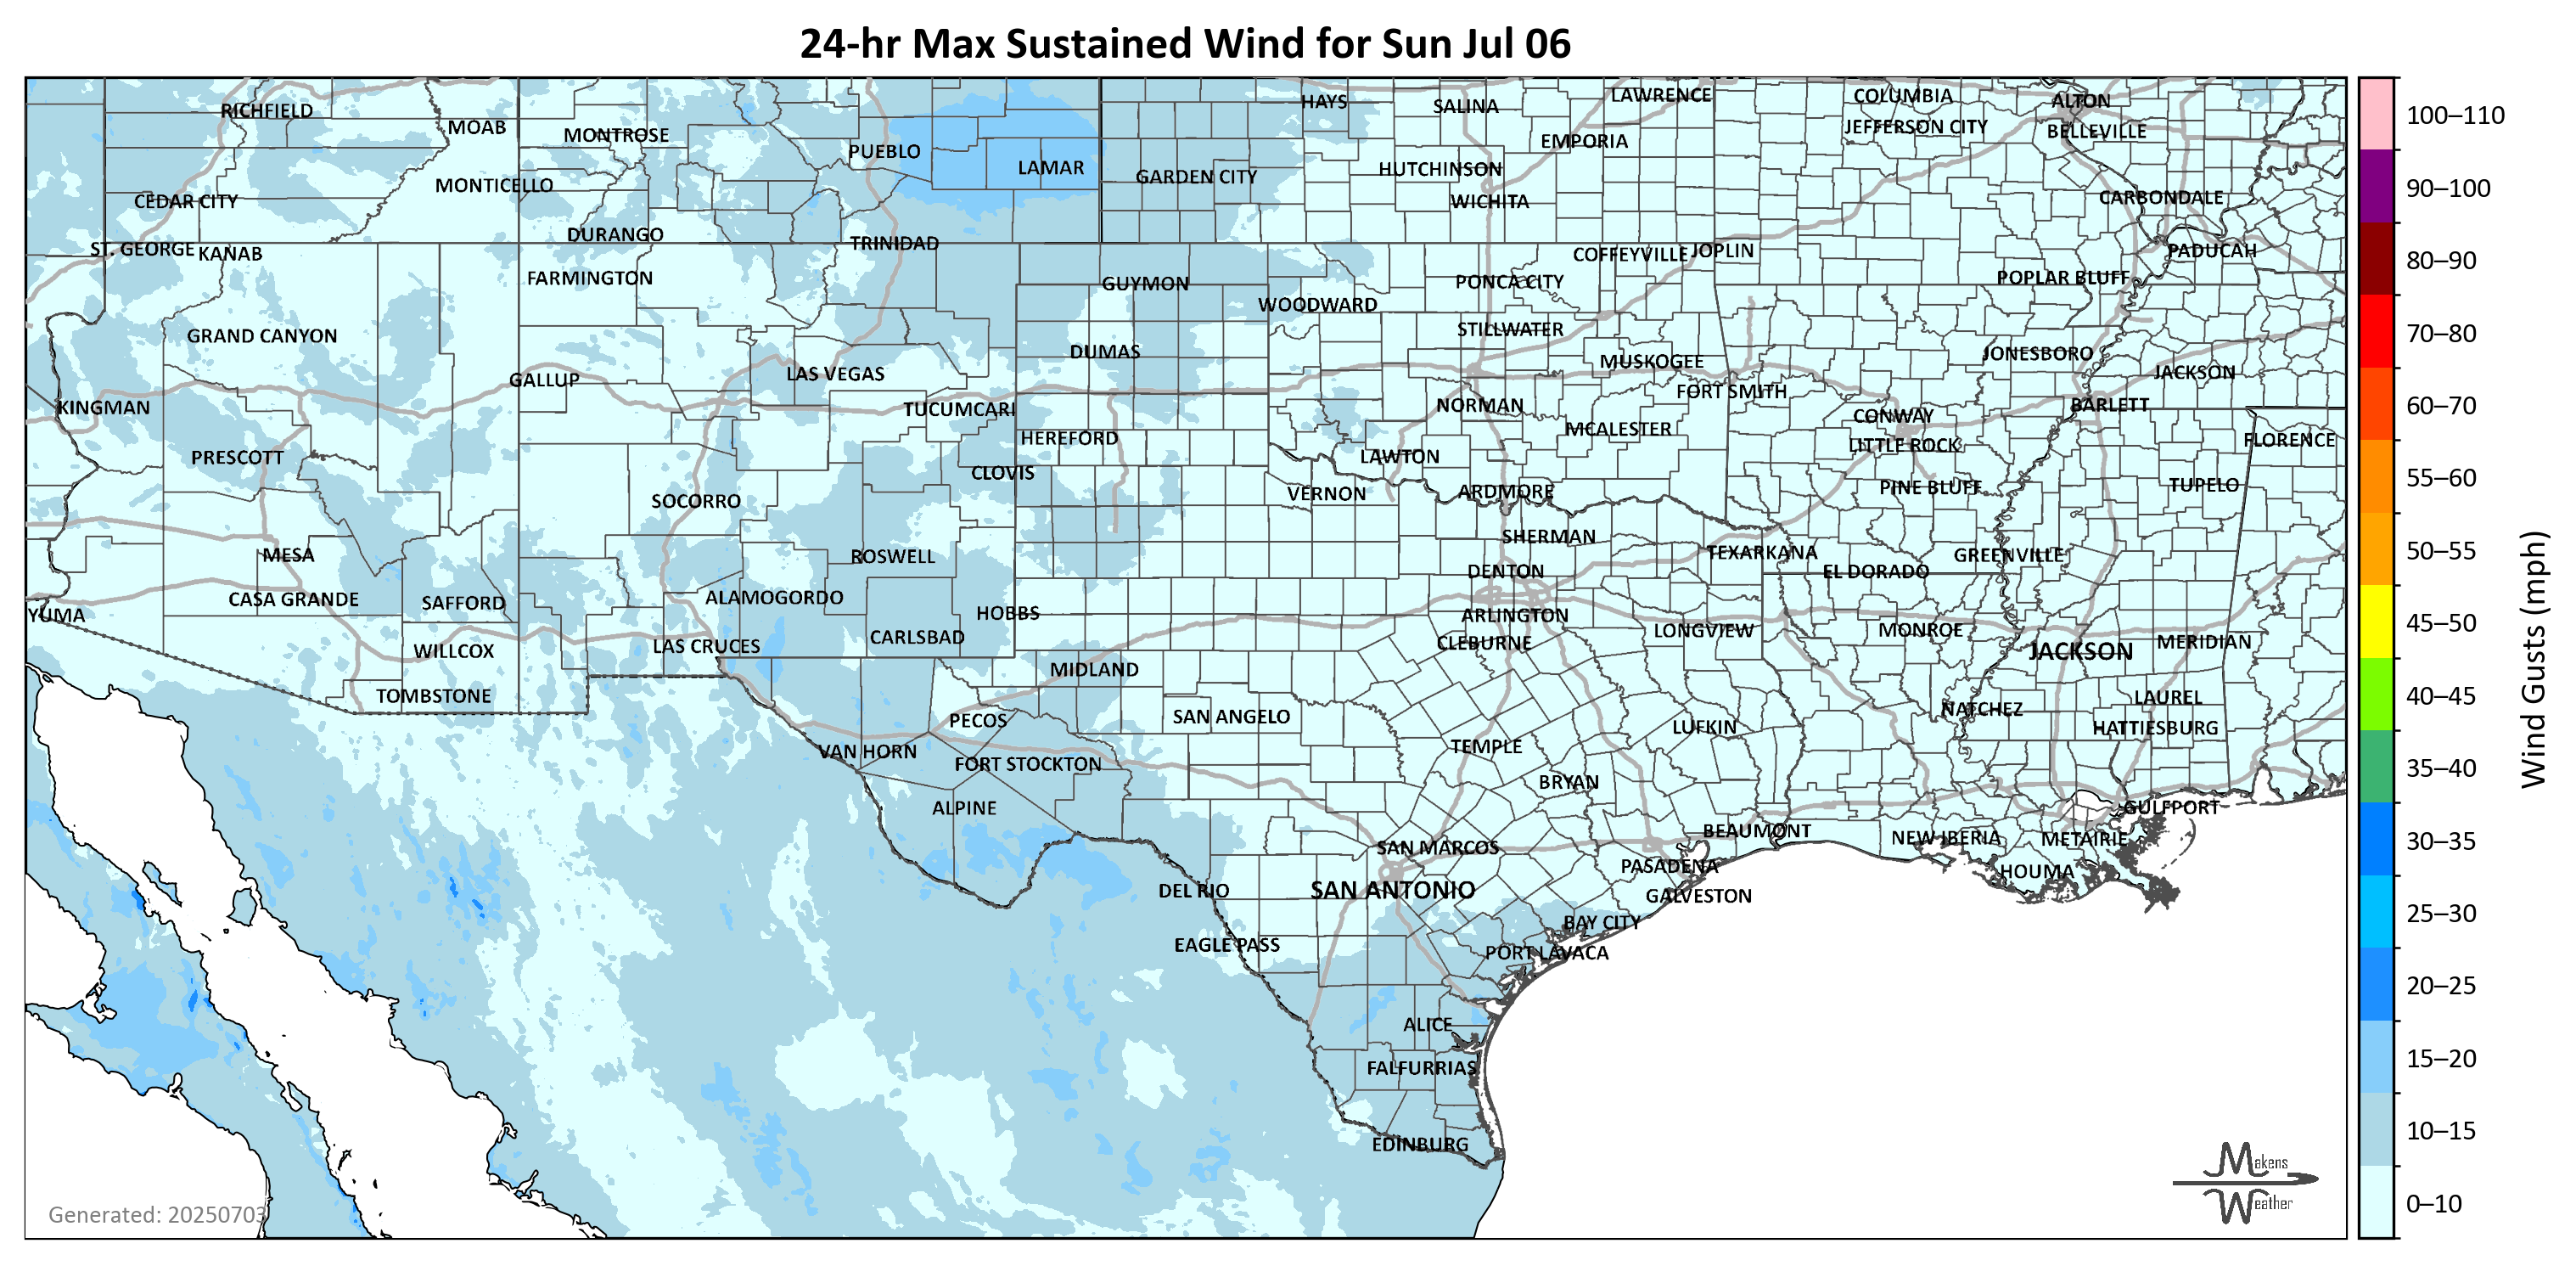 24-hr Max Sustained Wind for Sun Jul 06
RICHFIELD
MOAB
MONTROSE
PUEBLO
LAMAR
HAYS
SALINA
LAWRENCE
COLUMBIA
ALTON
JEFFERSON CITY
BELLEVILLE
EMPORIA
GARDEN CITY
HUTCHINSON
WICHITA
CARBONDALE
MONTICELLO
CEDAR CITY
DURANGO
TRINIDAD
ST. GEORGE
KANAB
FARMINGTON
GUYMON
COFFEYVILLE
JOPLIN
PADUCAH
POPLAR BLUFF
PONCA CITY
WOODWARD
GRAND CANYON
STILLWATER
DUMAS
MUSKOGEE
JONESBORO
JACKSON
LAS VEGAS
GALLUP
FORT SMITH
KINGMAN
TUCUMCARI
NORMAN
BARLETT
CONWAY
MCALESTER
HEREFORD
LITTLE ROCK
FLORENCE
PRESCOTT
LAWTON
CLOVIS
VERNON
ARDMORE
PINE BLUFF
TUPELO
SOCORRO
SHERMAN
MESA
ROSWELL
TEXARKANA
GREENVILLE
DENTON
EL DORADO
CASA GRANDE
SAFFORD
ALAMOGORDO
HOBBS
ARLINGTON
YUMA
LONGVIEW
MONROE
CARLSBAD
CLEBURNE
LAS CRUCES
WILLCOX
JACKSON
MERIDIAN
MIDLAND
TOMBSTONE
LAUREL
NATCHEZ
PECOS
SAN ANGELO
LUFKIN
HATTIESBURG
VAN HORN
TEMPLE
FORT STOCKTON
BRYAN
ALPINE
GULFPORT
BEAUMONT
NEW IBERIA
METAIRIE
SAN MARCOS
PASADENA
HOUMA
DEL RIO
SAN ANTONIO
GALVESTON
BAY CITY
EAGLE PASS
PORT LAVACA
ALICE
FALFURRIAS
EDINBURG
Generated: 20250703
Makens
Weather
100–110
90–100
80–90
70–80
60–70
55–60
50–55
45–50
40–45
35–40
30–35
25–30
20–25
15–20
10–15
0–10
Wind Gusts (mph)